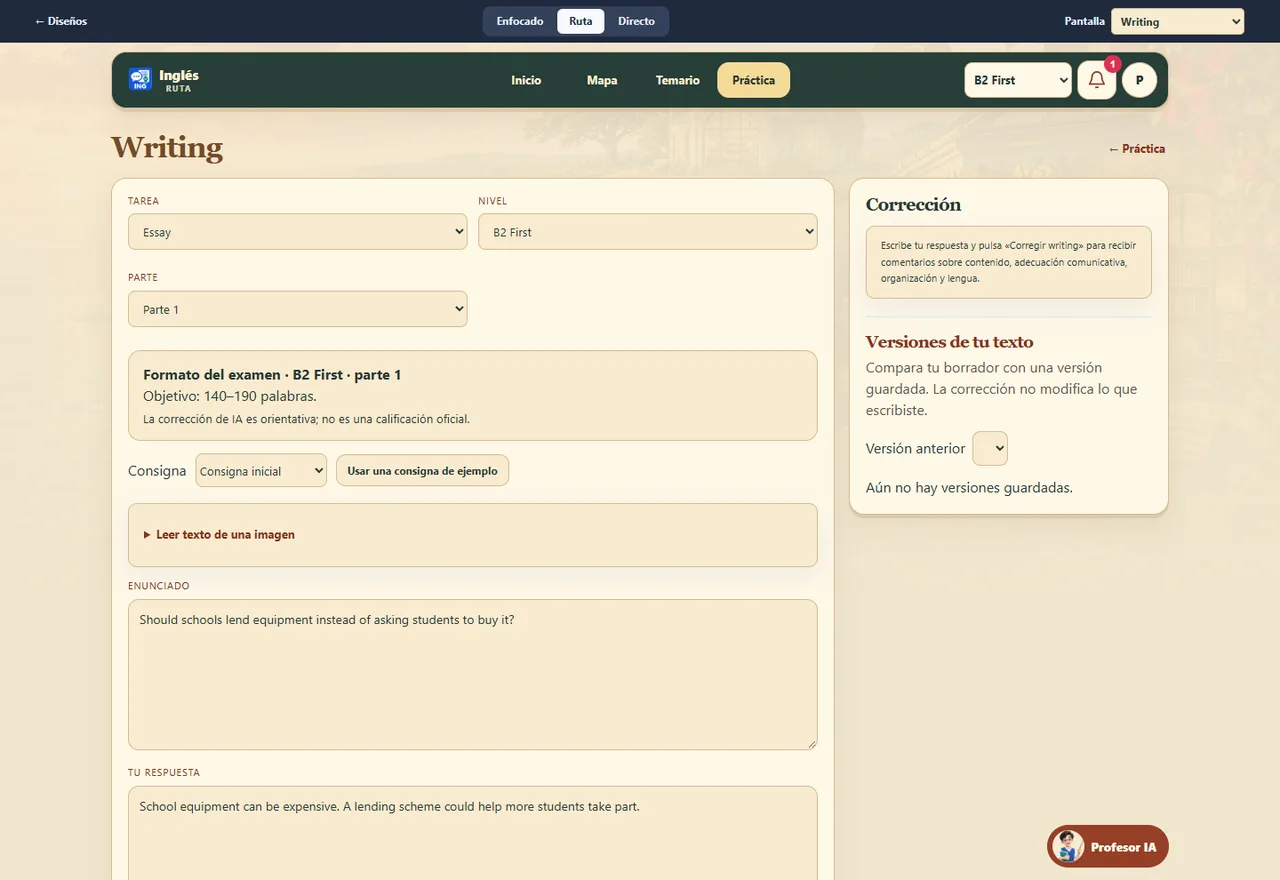 ← Diseños
Enfocado Ruta Directo
Pantalla Writing
ING
Inglés
RUTA
Inicio Mapa Temario Práctica
B2 First
1
P
Writing
← Práctica
TAREA
Essay
NIVEL
B2 First
PARTE
Parte 1
Formato del examen · B2 First · parte 1
Objetivo: 140–190 palabras.
La corrección de IA es orientativa; no es una calificación oficial.
Consigna Consigna inicial Usar una consigna de ejemplo
Leer texto de una imagen
ENUNCIADO
Should schools lend equipment instead of asking students to buy it?
TU RESPUESTA
School equipment can be expensive. A lending scheme could help more students take part.
Corrección
Escribe tu respuesta y pulsa «Corregir writing» para recibir
comentarios sobre contenido, adecuación comunicativa,
organización y lengua.
Versiones de tu texto
Compara tu borrador con una versión
guardada. La corrección no modifica lo que
escribiste.
Versión anterior
Aún no hay versiones guardadas.
Profesor IA